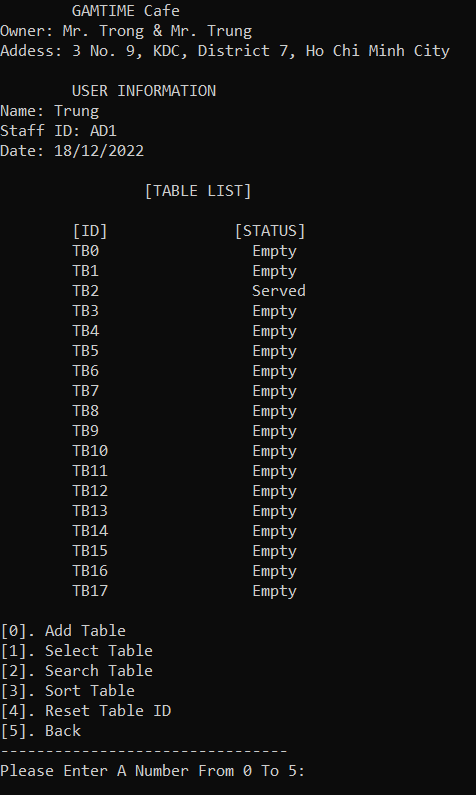 GAMTIME Cafe
Owner: Mr. Trong & Mr. Trung
Addess: 3 No. 9, KDC, District 7, Ho Chi Minh City
USER INFORMATION
Name: Trung
Staff ID: AD1
Date: 18/12/2022
[TABLE LIST]
[ID] [STATUS]
TB0 Empty
TB1 Empty
TB2 Served
TB3 Empty
TB4 Empty
TB5 Empty
TB6 Empty
TB7 Empty
TB8 Empty
TB9 Empty
TB10 Empty
TB11 Empty
TB12 Empty
TB13 Empty
TB14 Empty
TB15 Empty
TB16 Empty
TB17 Empty
[0]. Add Table
[1]. Select Table
[2]. Search Table
[3]. Sort Table
[4]. Reset Table ID
[5]. Back
--------------------------------
Please Enter A Number From 0 To 5: